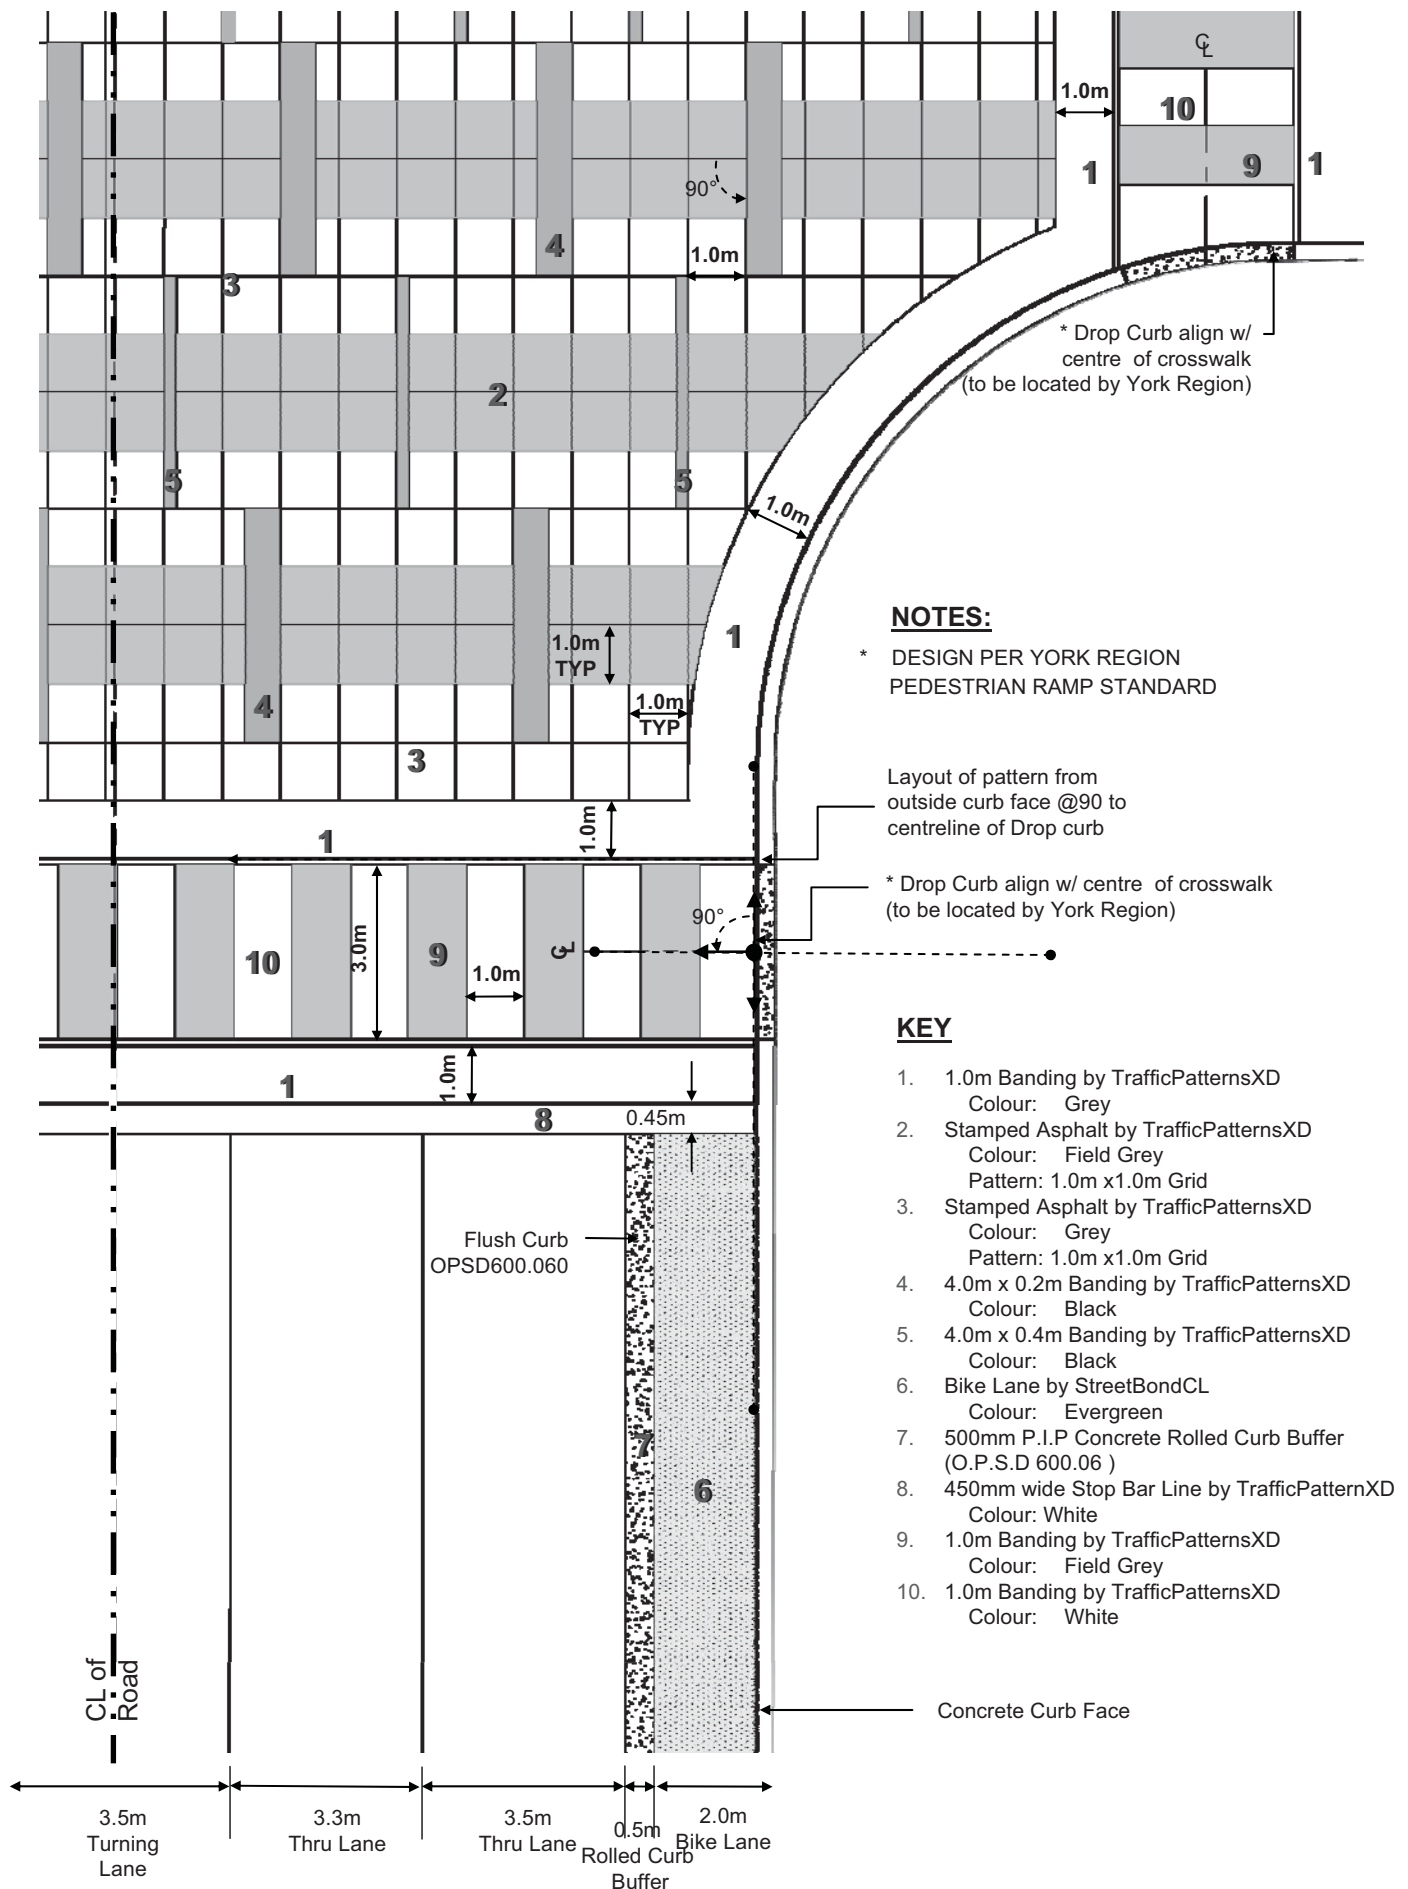 ℄
10
1.0m
1
9
1
90°
4
1.0m
3
* Drop Curb align w/
centre of crosswalk
(to be located by York Region)
2
5
5
1.0m
NOTES:
* DESIGN PER YORK REGION
PEDESTRIAN RAMP STANDARD
1
1.0m
TYP
1.0m
TYP
4
3
Layout of pattern from
outside curb face @90 to
centreline of Drop curb
1
1.0m
* Drop Curb align w/ centre of crosswalk
(to be located by York Region)
90°
10
3.0m
9
1.0m
℄
1
1.0m
8
0.45m
KEY
1. 1.0m Banding by TrafficPatternsXD
Colour: Grey
2. Stamped Asphalt by TrafficPatternsXD
Colour: Field Grey
Pattern: 1.0m x1.0m Grid
3. Stamped Asphalt by TrafficPatternsXD
Colour: Grey
Pattern: 1.0m x1.0m Grid
4. 4.0m x 0.2m Banding by TrafficPatternsXD
Colour: Black
5. 4.0m x 0.4m Banding by TrafficPatternsXD
Colour: Black
6. Bike Lane by StreetBondCL
Colour: Evergreen
7. 500mm P.I.P Concrete Rolled Curb Buffer
(O.P.S.D 600.06 )
8. 450mm wide Stop Bar Line by TrafficPatternXD
Colour: White
9. 1.0m Banding by TrafficPatternsXD
Colour: Field Grey
10. 1.0m Banding by TrafficPatternsXD
Colour: White
Flush Curb
OPSD600.060
7
6
CL of
Road
Concrete Curb Face
3.5m
Turning
Lane
3.3m
Thru Lane
3.5m
Thru Lane
0.5m
Rolled Curb
Buffer
2.0m
Bike Lane